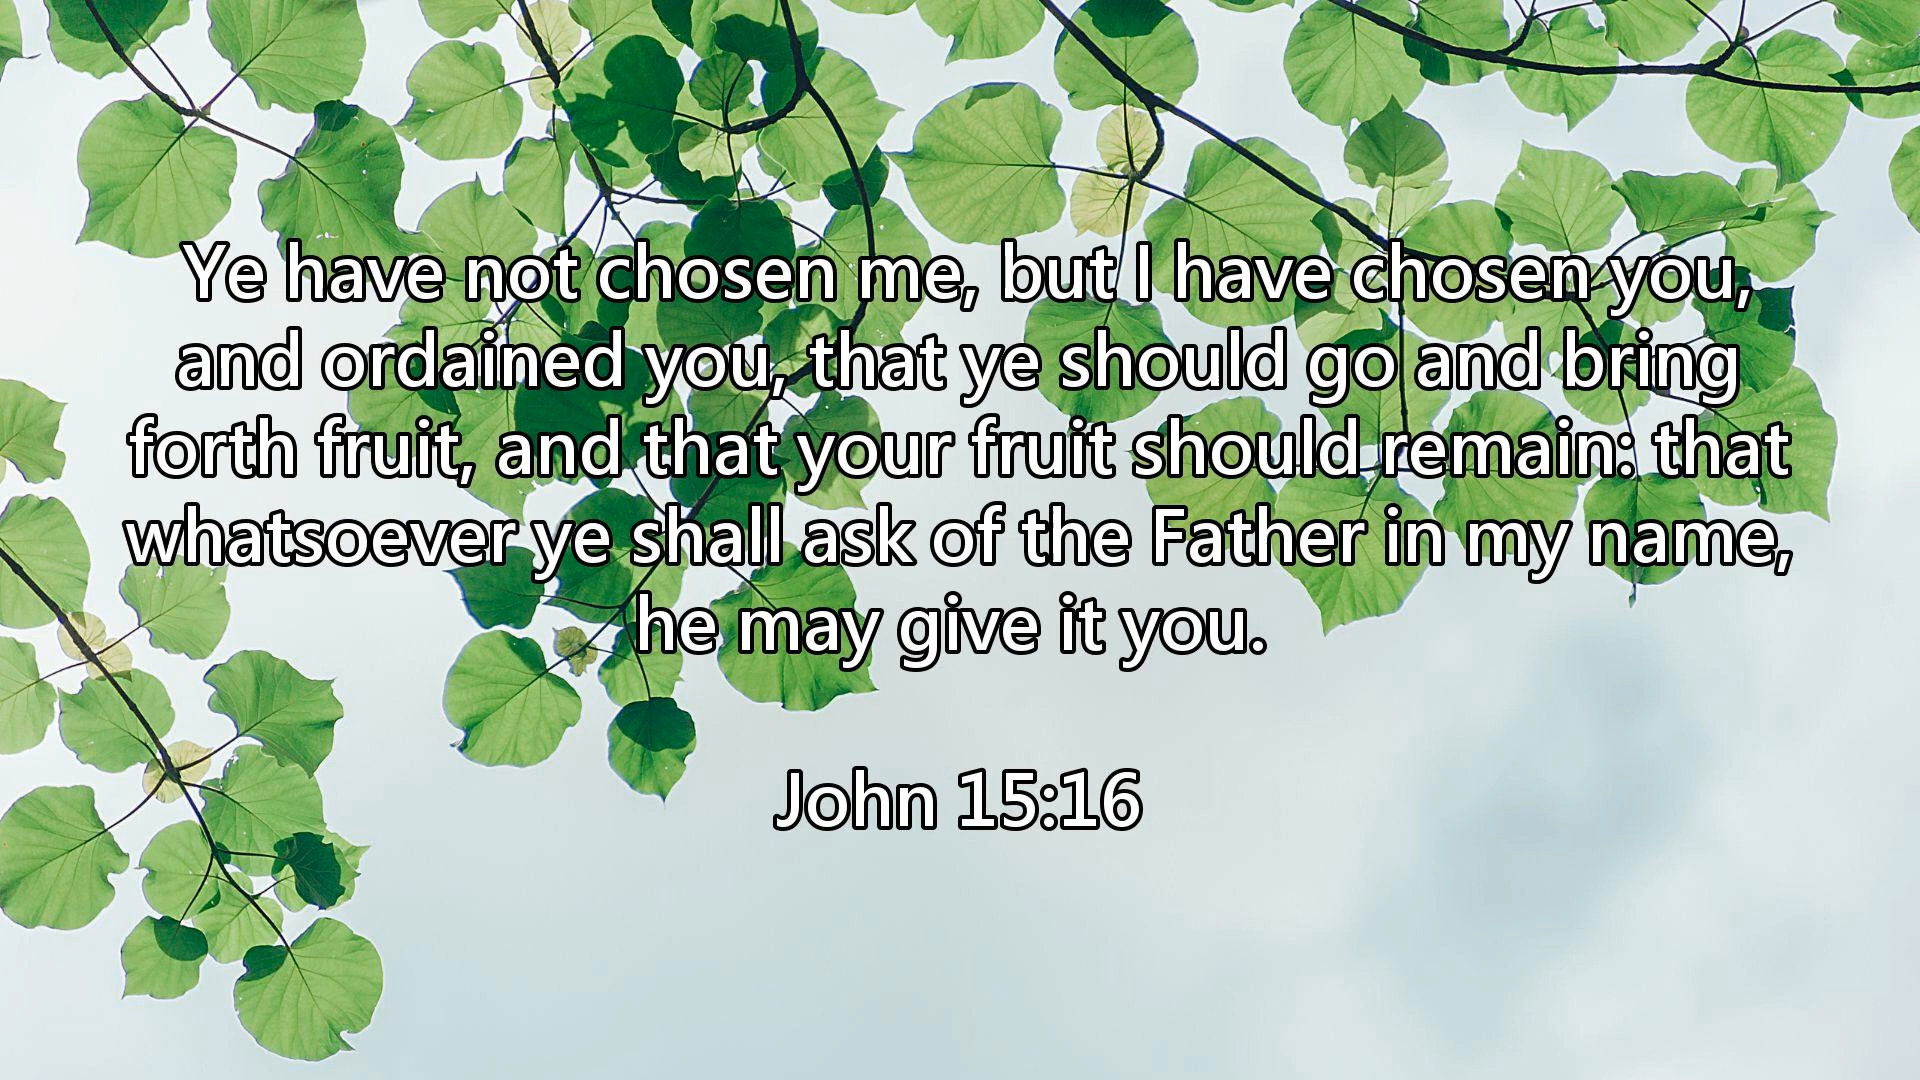 Ye have not chosen me, but I have chosen you,
and ordained you, that ye should go and bring
forth fruit, and that your fruit should remain: that
whatsoever ye shall ask of the Father in my name,
he may give it you.
John 15:16